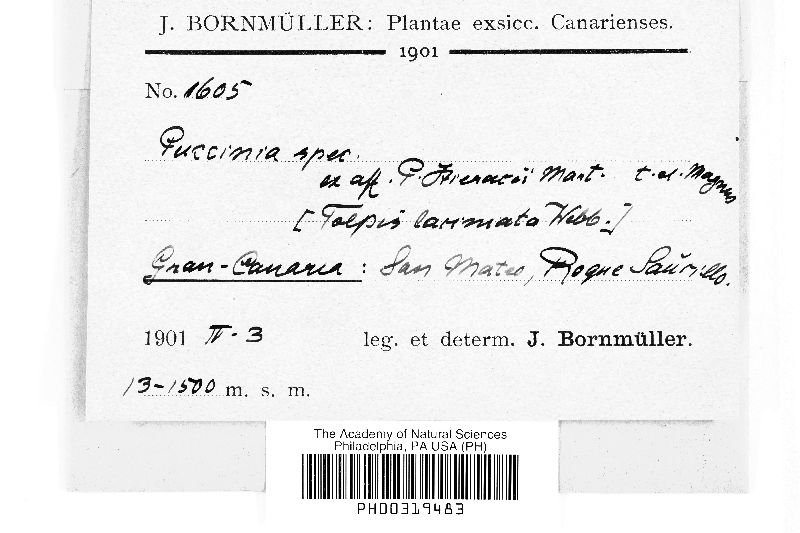 J. BORNMÜLLER: Plantae exsicc. Canarienses.
1901
No. 1605
Puccinia spec.
ex aff. P. Hieracii Mart. t. el. Magnus
[Tolpis lacimata Webb.]
Gran-Canaria: San Mateo, Roque Saucillo.
1901 IV. 3 leg. et determ. J. Bornmüller.
13-1500 m. s. m.
The Academy of Natural Sciences
Philadelphia, PA USA (PH)
PH00319483